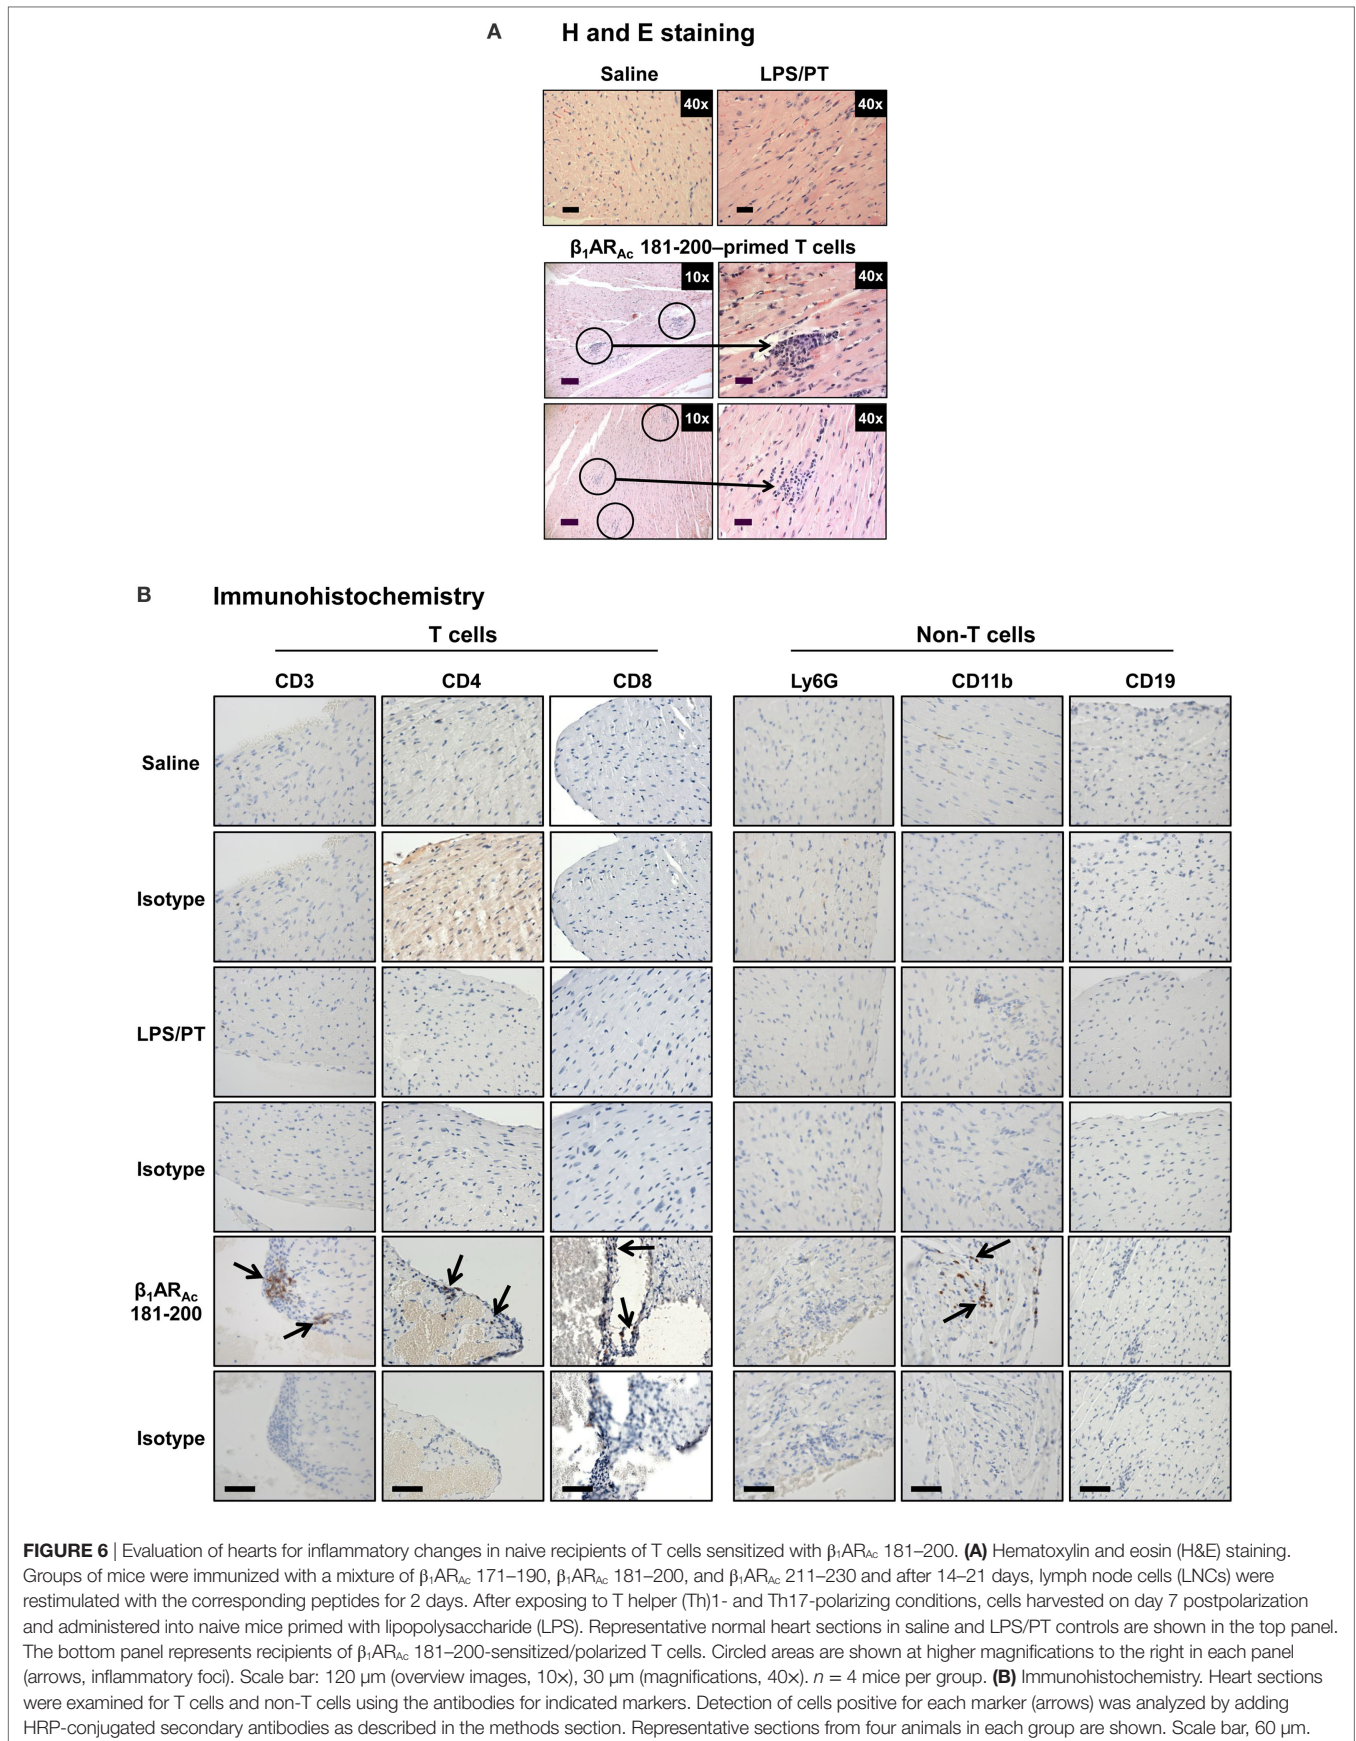 A H and E staining
Saline LPS/PT
40x 40x
β₁AR_Ac 181-200–primed T cells
10x 40x
10x 40x
B Immunohistochemistry
T cells Non-T cells
CD3 CD4 CD8 Ly6G CD11b CD19
Saline
Isotype
LPS/PT
Isotype
β₁AR_Ac
181-200
Isotype
FIGURE 6 | Evaluation of hearts for inflammatory changes in naive recipients of T cells sensitized with β₁AR_Ac 181–200. (A) Hematoxylin and eosin (H&E) staining.
Groups of mice were immunized with a mixture of β₁AR_Ac 171–190, β₁AR_Ac 181–200, and β₁AR_Ac 211–230 and after 14–21 days, lymph node cells (LNCs) were
restimulated with the corresponding peptides for 2 days. After exposing to T helper (Th)1- and Th17-polarizing conditions, cells harvested on day 7 postpolarization
and administered into naive mice primed with lipopolysaccharide (LPS). Representative normal heart sections in saline and LPS/PT controls are shown in the top panel.
The bottom panel represents recipients of β₁AR_Ac 181–200-sensitized/polarized T cells. Circled areas are shown at higher magnifications to the right in each panel
(arrows, inflammatory foci). Scale bar: 120 µm (overview images, 10×), 30 µm (magnifications, 40×). n = 4 mice per group. (B) Immunohistochemistry. Heart sections
were examined for T cells and non-T cells using the antibodies for indicated markers. Detection of cells positive for each marker (arrows) was analyzed by adding
HRP-conjugated secondary antibodies as described in the methods section. Representative sections from four animals in each group are shown. Scale bar, 60 µm.